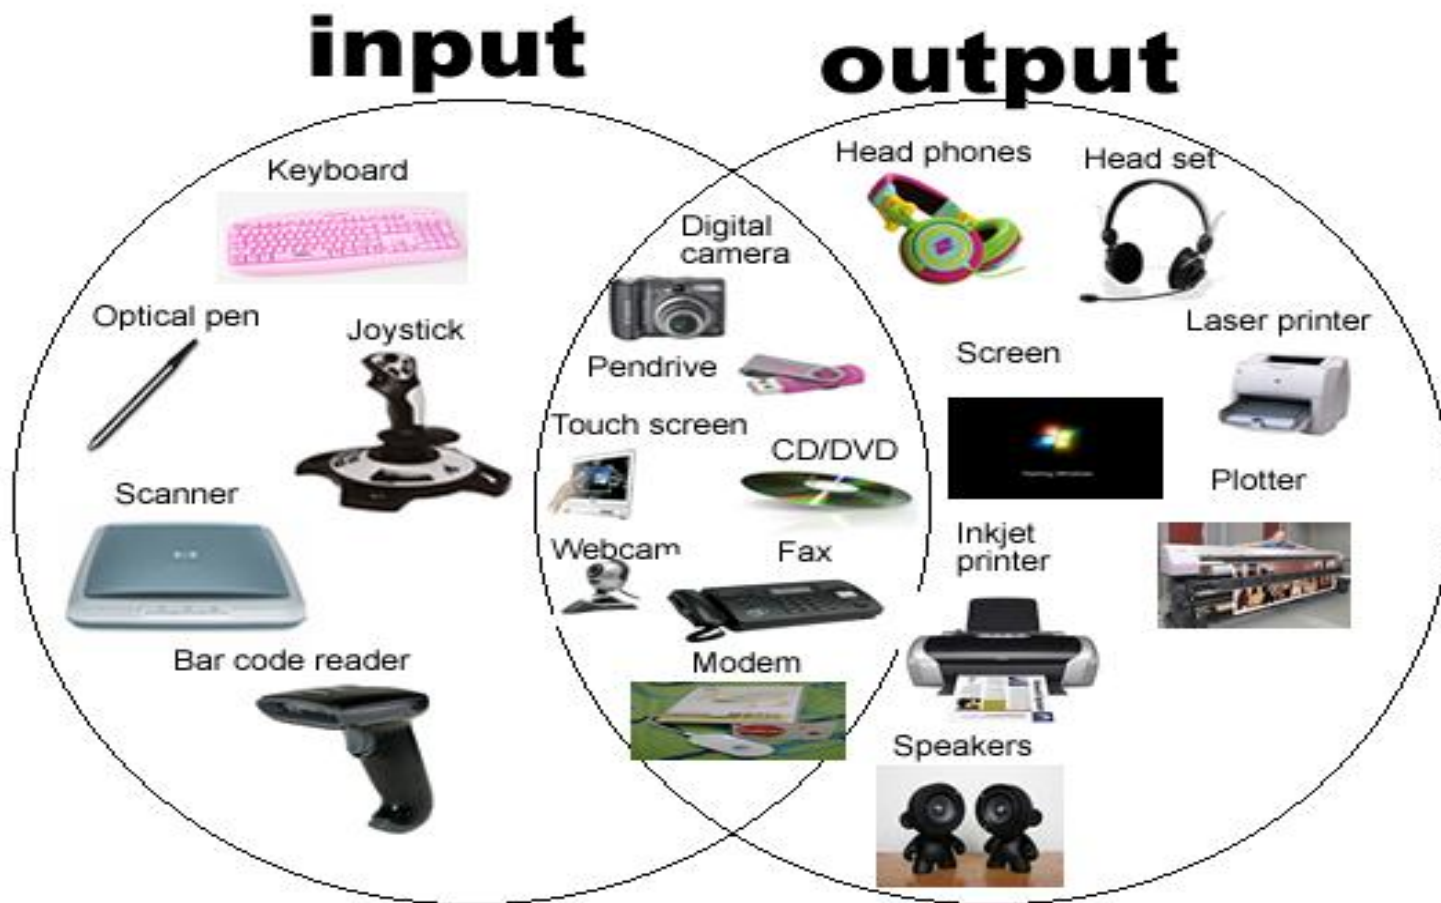 input
output
Keyboard
Optical pen
Joystick
Scanner
Bar code reader
Digital
camera
Pendrive
Touch screen
CD/DVD
Webcam
Fax
Modem
Head phones
Head set
Laser printer
Screen
Plotter
Inkjet
printer
Speakers